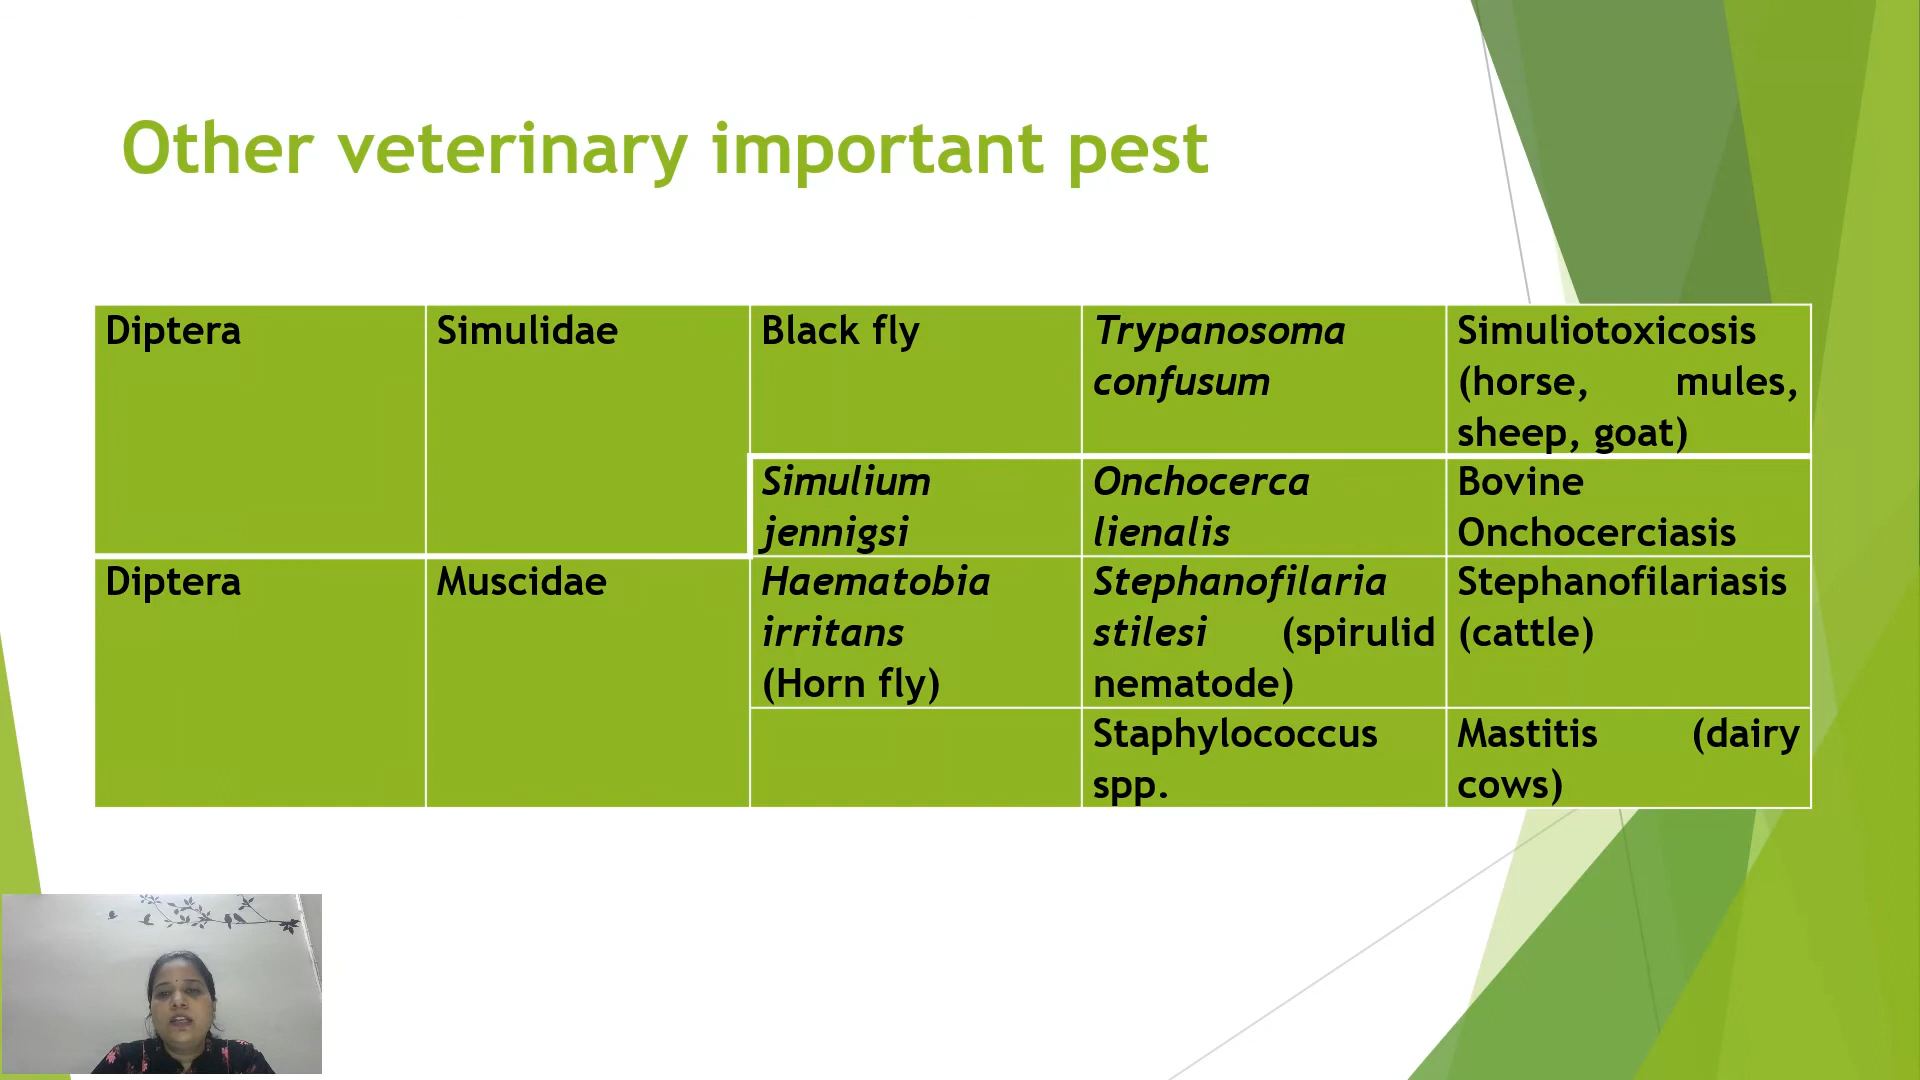 Other veterinary important pest
Diptera
Simulidae
Black fly
Trypanosoma
confusum
Simuliotoxicosis
(horse, mules,
sheep, goat)
Simulium
jennigsi
Onchocerca
lienalis
Bovine
Onchocerciasis
Diptera
Muscidae
Haematobia
irritans
(Horn fly)
Stephanofilaria
stilesi (spirulid
nematode)
Stephanofilariasis
(cattle)
Staphylococcus
spp.
Mastitis (dairy
cows)